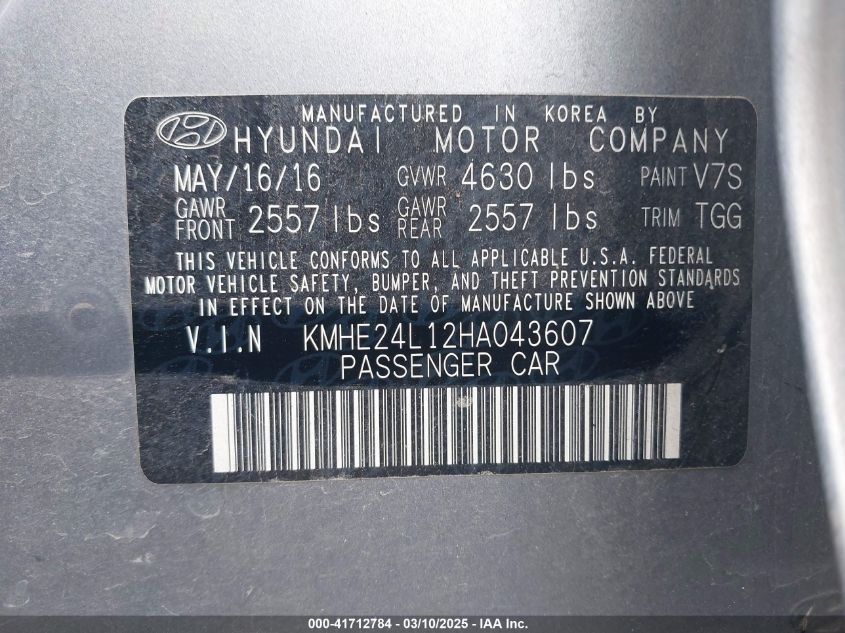 MANUFACTURED IN KOREA BY
HYUNDAI MOTOR COMPANY
MAY/16/16 GVWR 4630 lbs PAINT V7S
GAWR FRONT 2557 lbs GAWR REAR 2557 lbs TRIM TGG
THIS VEHICLE CONFORMS TO ALL APPLICABLE U.S.A. FEDERAL
MOTOR VEHICLE SAFETY, BUMPER, AND THEFT PREVENTION STANDARDS
IN EFFECT ON THE DATE OF MANUFACTURE SHOWN ABOVE
V.I.N KMHE24L12HA043607
PASSENGER CAR
000-41712784 - 03/10/2025 - IAA Inc.